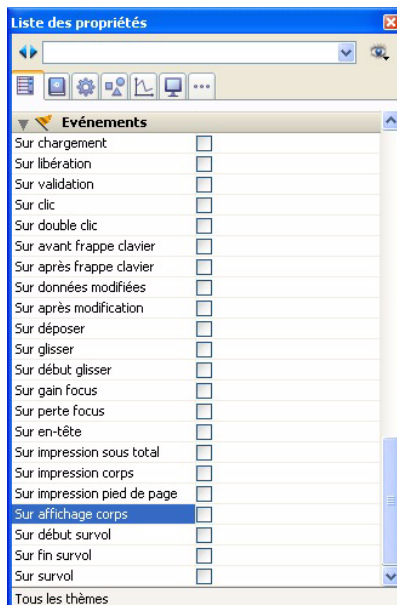 Liste des propriétés
Evénements
Sur chargement
Sur libération
Sur validation
Sur clic
Sur double clic
Sur avant frappe clavier
Sur après frappe clavier
Sur données modifiées
Sur après modification
Sur déposer
Sur glisser
Sur début glisser
Sur gain focus
Sur perte focus
Sur en-tête
Sur impression sous total
Sur impression corps
Sur impression pied de page
Sur affichage corps
Sur début survol
Sur fin survol
Sur survol
Tous les thèmes